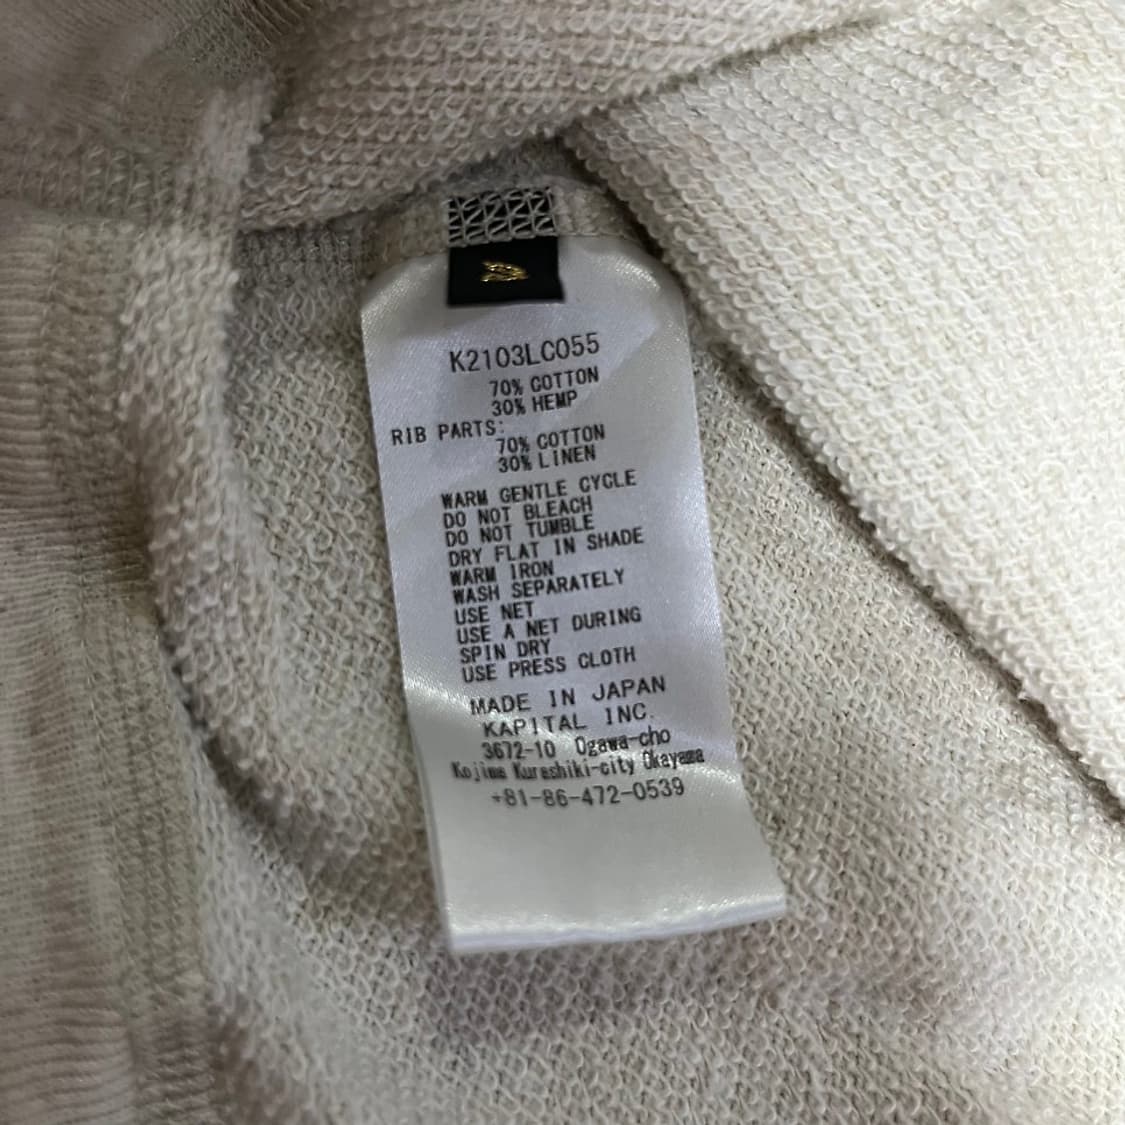 K2103LC055
70% COTTON
30% HEMP
RIB PARTS:
70% COTTON
30% LINEN
WARM GENTLE CYCLE
DO NOT BLEACH
DO NOT TUMBLE
DRY FLAT IN SHADE
WARM IRON
WASH SEPARATELY
USE NET
USE A NET DURING
SPIN DRY
USE PRESS CLOTH
MADE IN JAPAN
KAPITAL INC.
3672-10 Ogawa-cho
Kojima Kurashiki-city Okayama
+81-86-472-0539